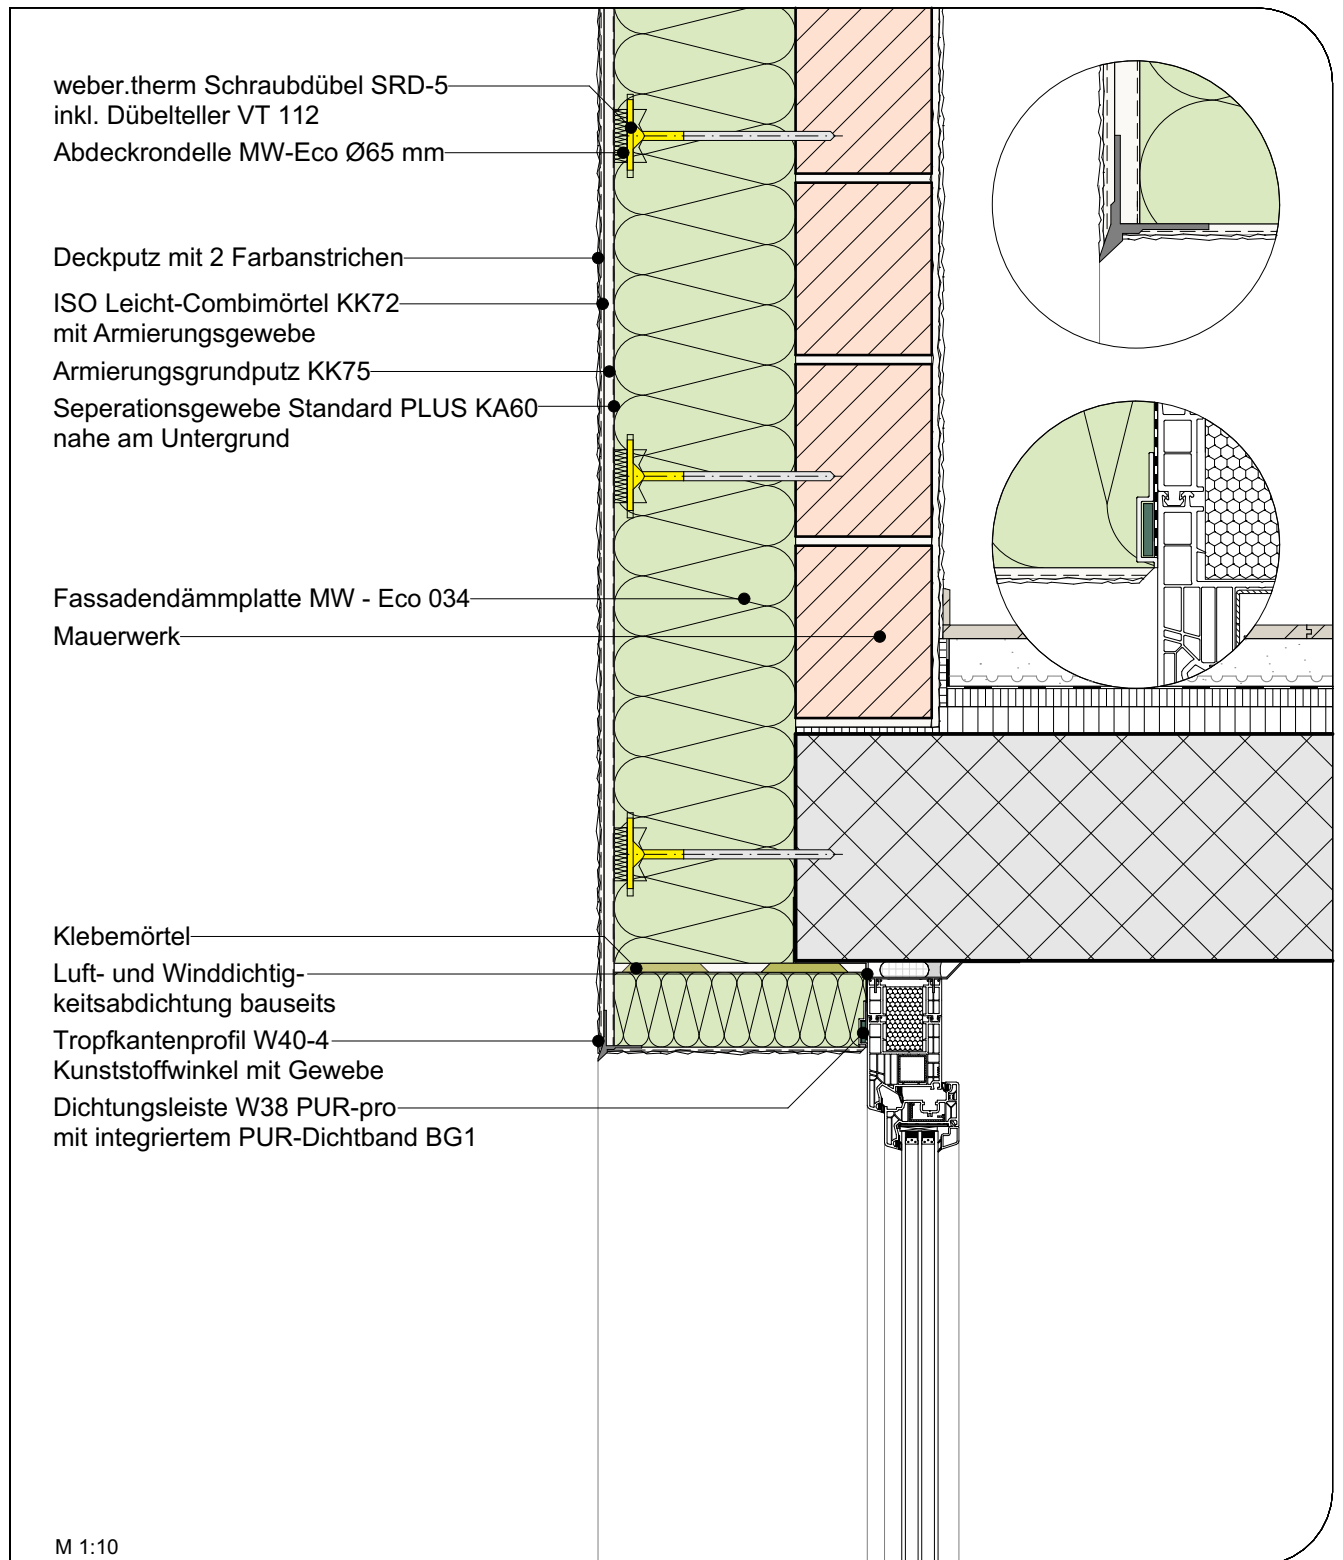 weber.therm Schraubdübel SRD-5
inkl. Dübelteller VT 112
Abdeckrondelle MW-Eco Ø65 mm
Deckputz mit 2 Farbanstrichen
ISO Leicht-Combimörtel KK72
mit Armierungsgewebe
Armierungsgrundputz KK75
Seperationsgewebe Standard PLUS KA60
nahe am Untergrund
Fassadendämmplatte MW - Eco 034
Mauerwerk
Klebemörtel
Luft- und Winddichtig-
keitsabdichtung bauseits
Tropfkantenprofil W40-4
Kunststoffwinkel mit Gewebe
Dichtungsleiste W38 PUR-pro
mit integriertem PUR-Dichtband BG1
M 1:10